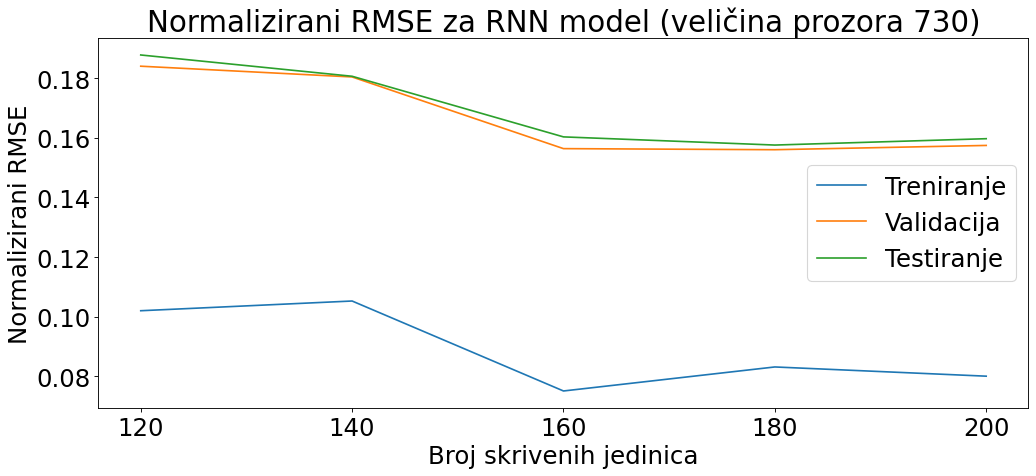 Normalizirani RMSE za RNN model (veličina prozora 730)
Normalizirani RMSE
0.18
0.16
0.14
0.12
0.10
0.08
Treniranje
Validacija
Testiranje
120 140 160 180 200
Broj skrivenih jedinica